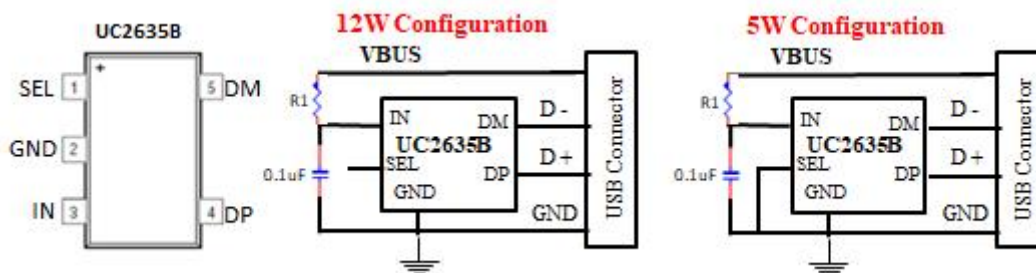 UC2635B
+
SEL 1
5 DM
GND 2
IN 3
4 DP
12W Configuration
VBUS
R1
IN
DM
D -
UC2635B
SEL
D+
DP
0.1uF
GND
GND
USB Connector
5W Configuration
VBUS
R1
IN
DM
D -
UC2635B
SEL
D+
DP
0.1uF
GND
GND
USB Connector